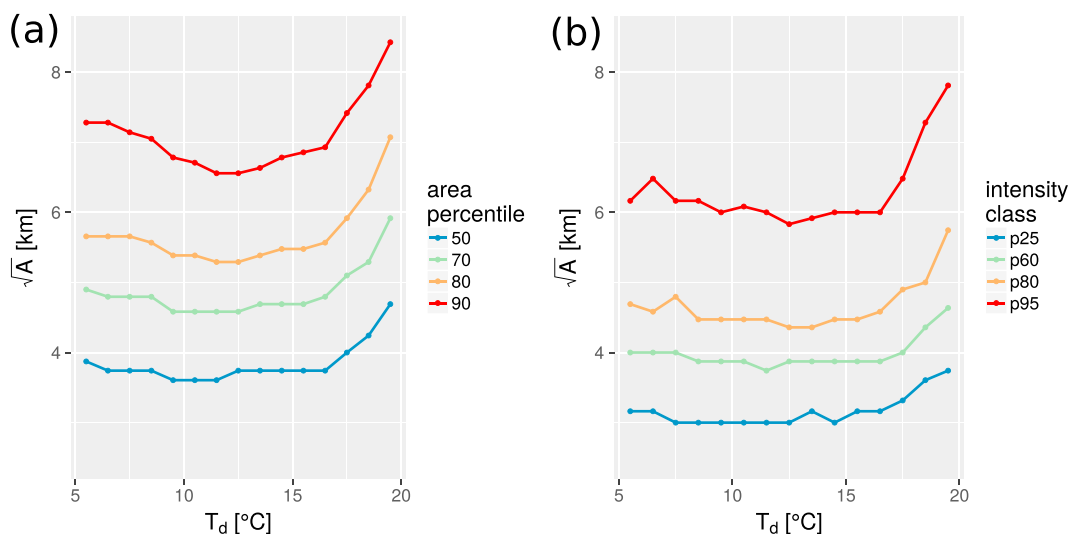 (a)
8
6
4
√A [km]
5 10 15 20
T_d [°C]
area
percentile
50
70
80
90
(b)
8
6
4
√A [km]
5 10 15 20
T_d [°C]
intensity
class
p25
p60
p80
p95